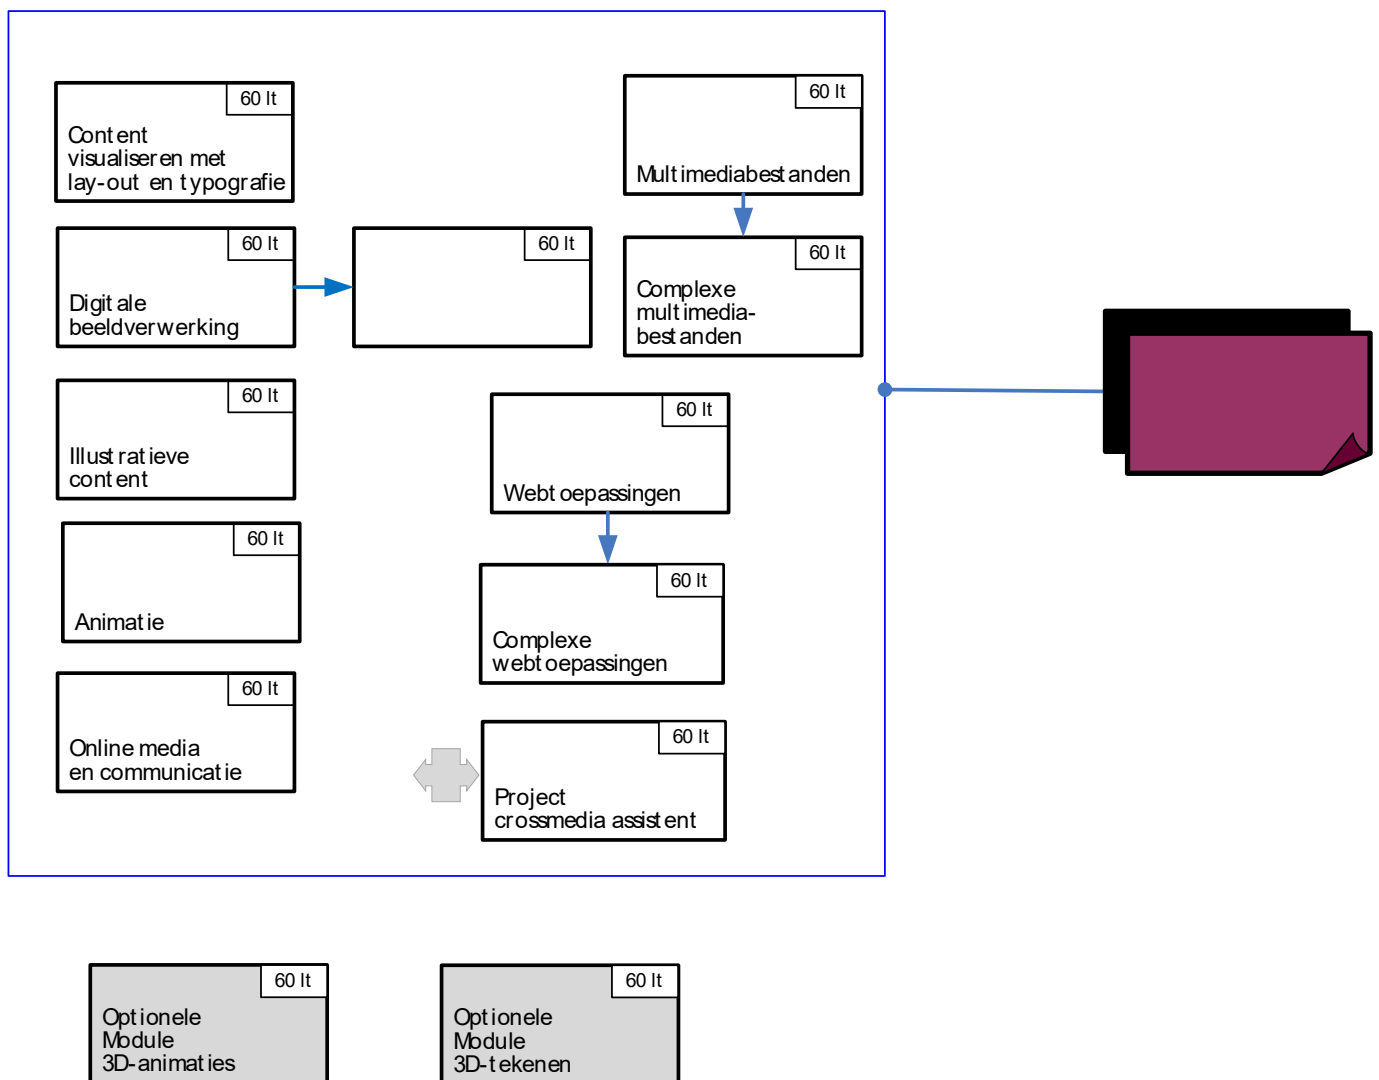 60 lt
Content
visualiseren met
lay-out en typografie
60 lt
Multimediabestanden
60 lt
Digitale
beeldverwerking
60 lt
60 lt
Complexe
multimedia-
bestanden
60 lt
Illustratieve
content
60 lt
Webtoepassingen
60 lt
Animatie
60 lt
Complexe
webtoepassingen
60 lt
Online media
en communicatie
60 lt
Project
crossmedia assistent
60 lt
Optionele
Module
3D-animaties
60 lt
Optionele
Module
3D-tekenen